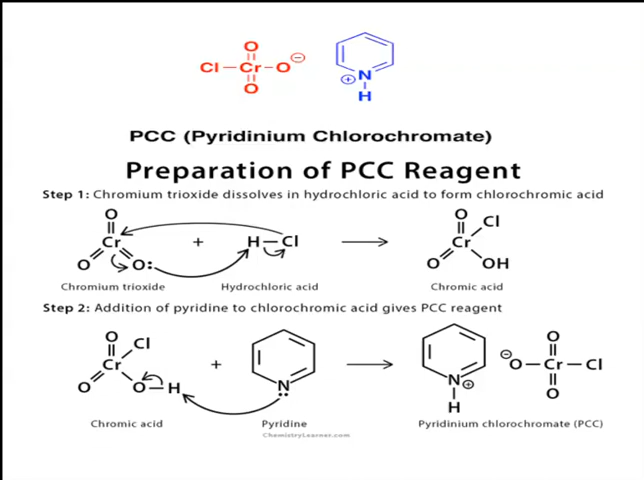 O
Cl Cr O ⊖
O
N
⊕
H
PCC (Pyridinium Chlorochromate)
Preparation of PCC Reagent
Step 1: Chromium trioxide dissolves in hydrochloric acid to form chlorochromic acid
O
Cr
O O:
+
H—Cl
O
Cl
Cr
O OH
Chromium trioxide Hydrochloric acid Chromic acid
Step 2: Addition of pyridine to chlorochromic acid gives PCC reagent
O
Cl
Cr
O O—H
+
N
⊖O—Cr—Cl
O
O
N⊕
H
Chromic acid Pyridine Pyridinium chlorochromate (PCC)
ChemistryLearner.com